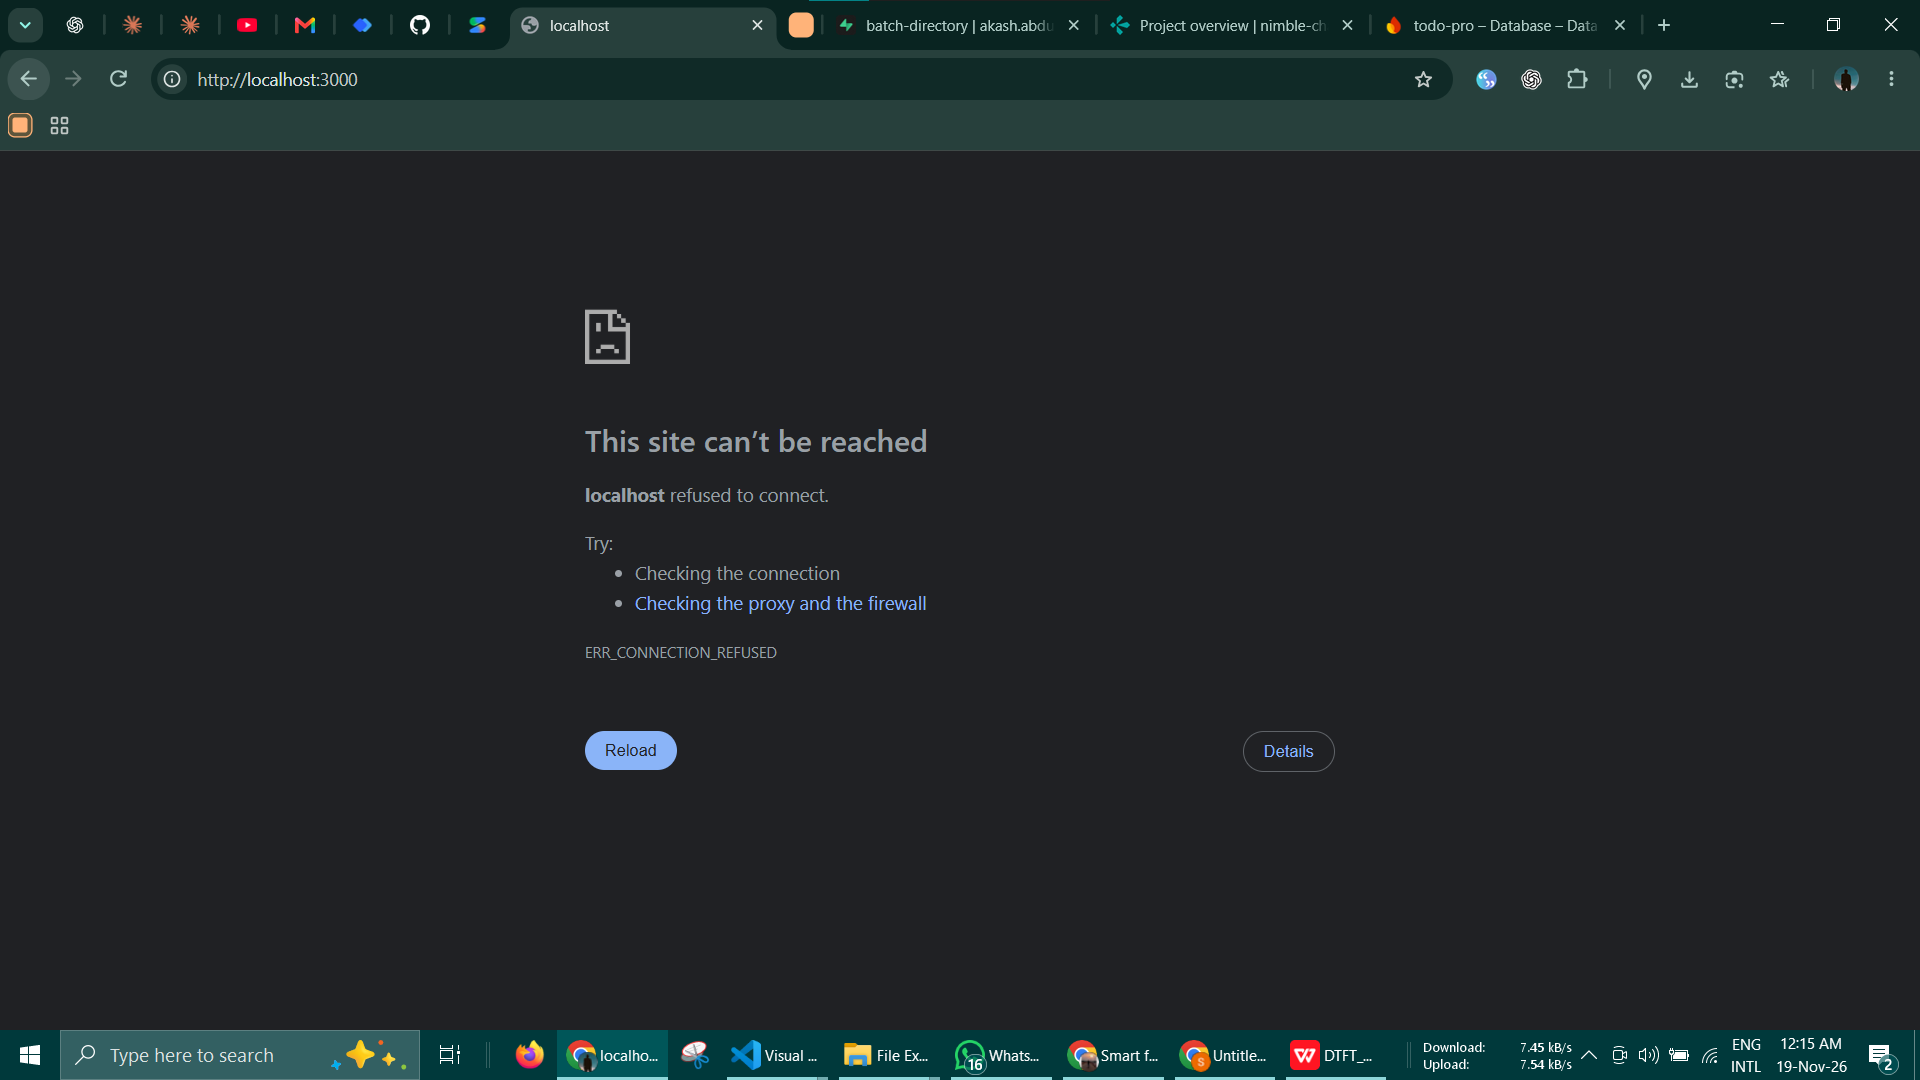 localhost
batch-directory | akash.abdu
Project overview | nimble-ch
todo-pro – Database – Data
http://localhost:3000
This site can’t be reached
localhost refused to connect.
Try:
Checking the connection
Checking the proxy and the firewall
ERR_CONNECTION_REFUSED
Reload
Details
Type here to search
localho...
Visual ...
File Ex...
16
Whats...
Smart f...
S
Untitle...
W
DTFT_...
Download: 7.45 kB/s
Upload: 7.54 kB/s
ENG
INTL
12:15 AM
19-Nov-26
2